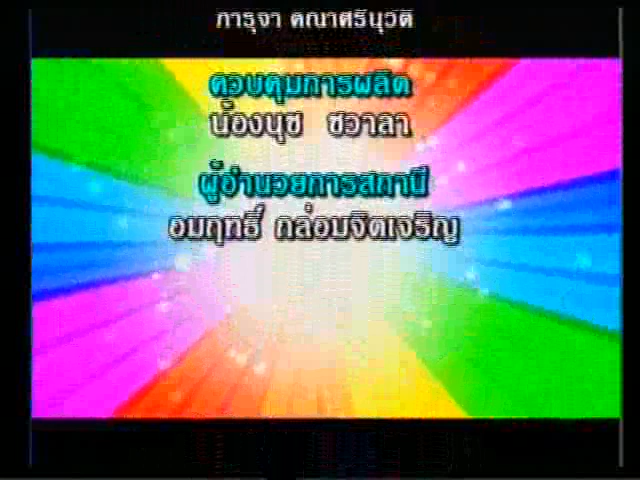 ภารุจา คณาศรีนุวัติ
ควบคุมการผลิต
น้องนุช ชวาลา
ผู้อำนวยการสถานี
อมฤทธิ์ กล่อมจิตเจริญ